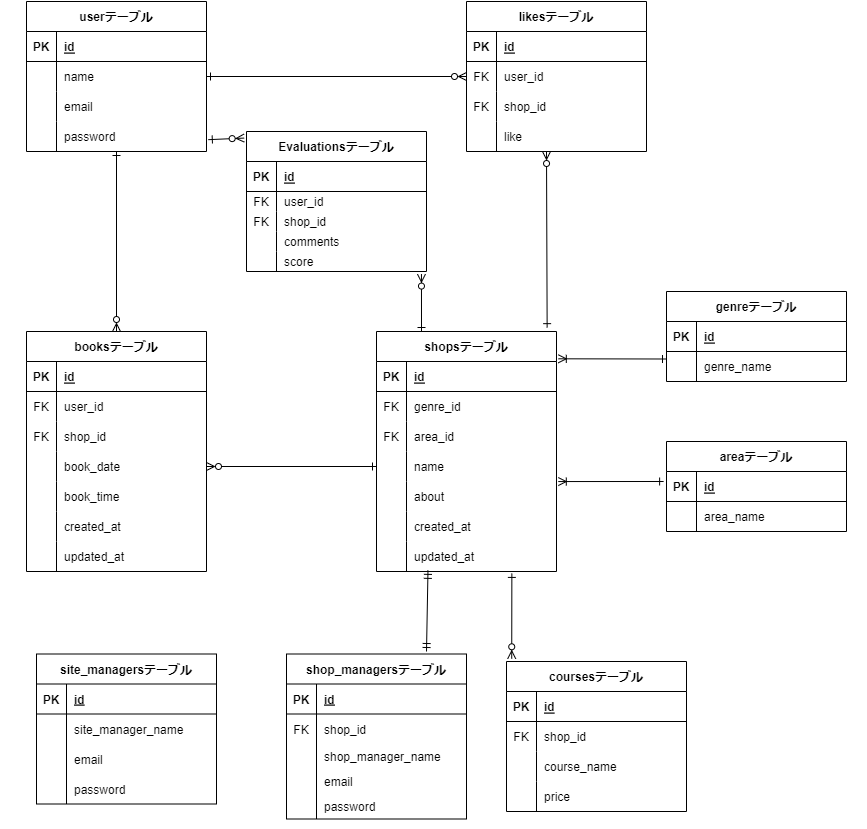 userテーブル
PK id
name
email
password
likesテーブル
PK id
FK user_id
FK shop_id
like
Evaluationsテーブル
PK id
FK user_id
FK shop_id
comments
score
booksテーブル
PK id
FK user_id
FK shop_id
book_date
book_time
created_at
updated_at
shopsテーブル
PK id
FK genre_id
FK area_id
name
about
created_at
updated_at
genreテーブル
PK id
genre_name
areaテーブル
PK id
area_name
site_managersテーブル
PK id
site_manager_name
email
password
shop_managersテーブル
PK id
FK shop_id
shop_manager_name
email
password
coursesテーブル
PK id
FK shop_id
course_name
price